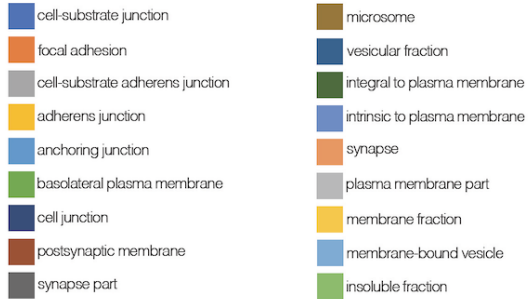 cell-substrate junction
focal adhesion
cell-substrate adherens junction
adherens junction
anchoring junction
basolateral plasma membrane
cell junction
postsynaptic membrane
synapse part
microsome
vesicular fraction
integral to plasma membrane
intrinsic to plasma membrane
synapse
plasma membrane part
membrane fraction
membrane-bound vesicle
insoluble fraction